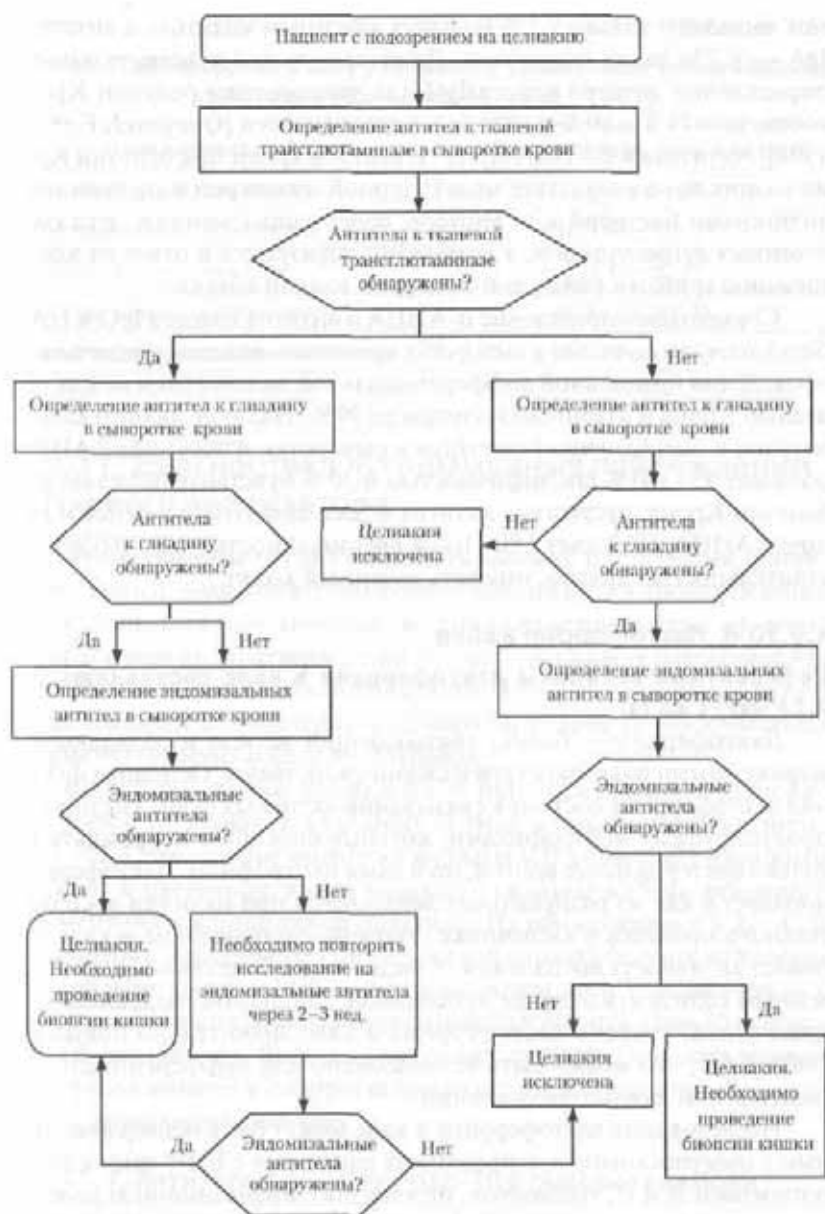 Пациент с подозрением на целиакию
Определение антител к тканевой
трансглютаминазе в сыворотке крови
Антитела к тканевой
трансглютаминазе
обнаружены?
Да
Нет
Определение антител к глиадину
в сыворотке крови
Определение антител к глиадину
в сыворотке крови
Антитела
к глиадину
обнаружены?
Целиакия
исключена
Нет
Антитела
к глиадину
обнаружены?
Да
Нет
Да
Определение эндомизальных
антител в сыворотке крови
Определение эндомизальных
антител в сыворотке крови
Эндомизальные
антитела
обнаружены?
Эндомизальные
антитела
обнаружены?
Да
Нет
Целиакия.
Необходимо
проведение
биопсии кишки
Необходимо повторить
исследование на
эндомизальные антитела
через 2–3 нед.
Нет
Да
Целиакия
исключена
Целиакия.
Необходимо
проведение
биопсии кишки
Да
Эндомизальные
антитела
обнаружены?
Нет